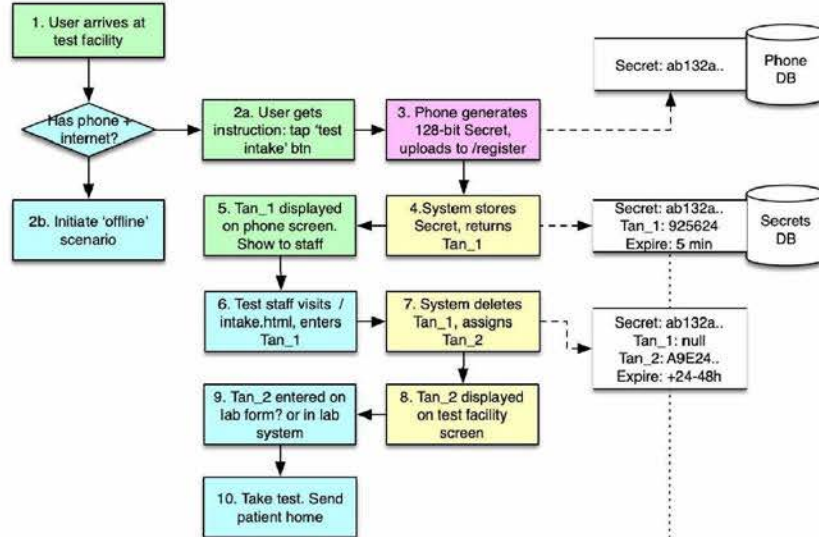 1. User arrives at
test facility
Has phone +
internet?
2a. User gets
instruction: tap 'test
intake' btn
3. Phone generates
128-bit Secret,
uploads to /register
Secret: ab132a..
Phone
DB
2b. Initiate 'offline'
scenario
5. Tan_1 displayed
on phone screen.
Show to staff
4.System stores
Secret, returns
Tan_1
Secret: ab132a..
Tan_1: 925624
Expire: 5 min
Secrets
DB
6. Test staff visits /
intake.html, enters
Tan_1
7. System deletes
Tan_1, assigns
Tan_2
Secret: ab132a..
Tan_1: null
Tan_2: A9E24..
Expire: +24-48h
9. Tan_2 entered on
lab form? or in lab
system
8. Tan_2 displayed
on test facility
screen
10. Take test. Send
patient home